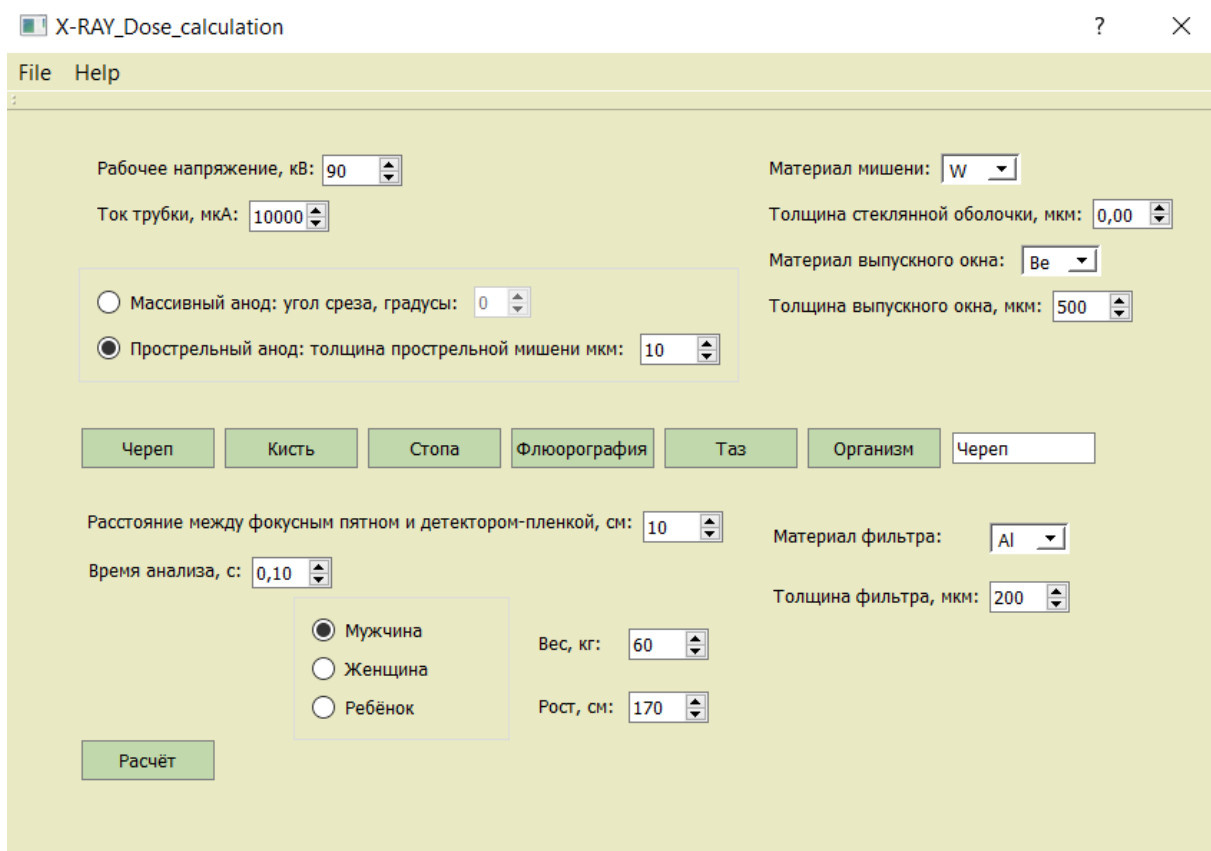 X-RAY_Dose_calculation ?
File Help
Рабочее напряжение, кВ: 90
Материал мишени: W
Ток трубки, мкА: 10000
Толщина стеклянной оболочки, мкм: 0,00
Материал выпускного окна: Be
Массивный анод: угол среза, градусы: 0
Толщина выпускного окна, мкм: 500
Прострельный анод: толщина прострельной мишени мкм: 10
Череп Кисть Стопа Флюорография Таз Организм Череп
Расстояние между фокусным пятном и детектором-пленкой, см: 10
Материал фильтра: Al
Время анализа, с: 0,10
Толщина фильтра, мкм: 200
Мужчина
Вес, кг: 60
Женщина
Ребёнок
Рост, см: 170
Расчёт